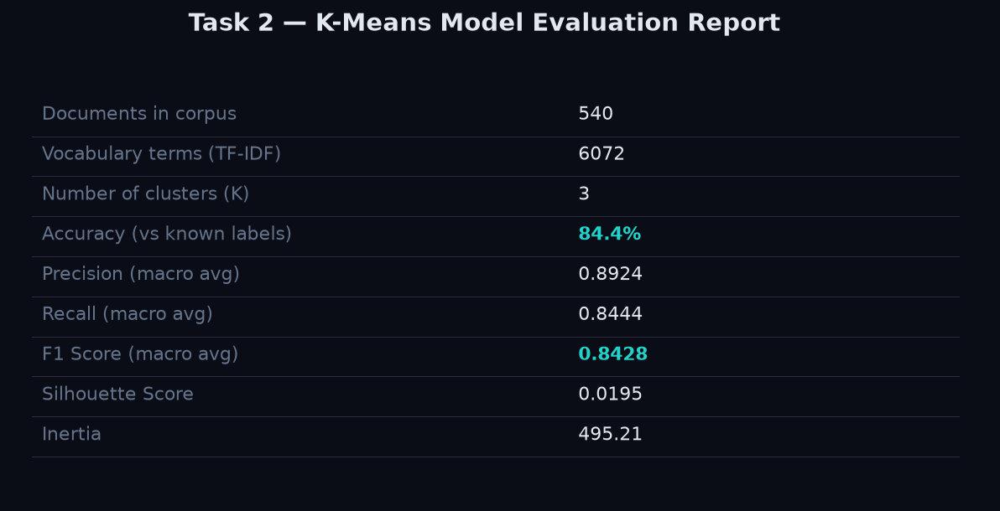 Task 2 — K-Means Model Evaluation Report
Documents in corpus 540
Vocabulary terms (TF-IDF) 6072
Number of clusters (K) 3
Accuracy (vs known labels) 84.4%
Precision (macro avg) 0.8924
Recall (macro avg) 0.8444
F1 Score (macro avg) 0.8428
Silhouette Score 0.0195
Inertia 495.21